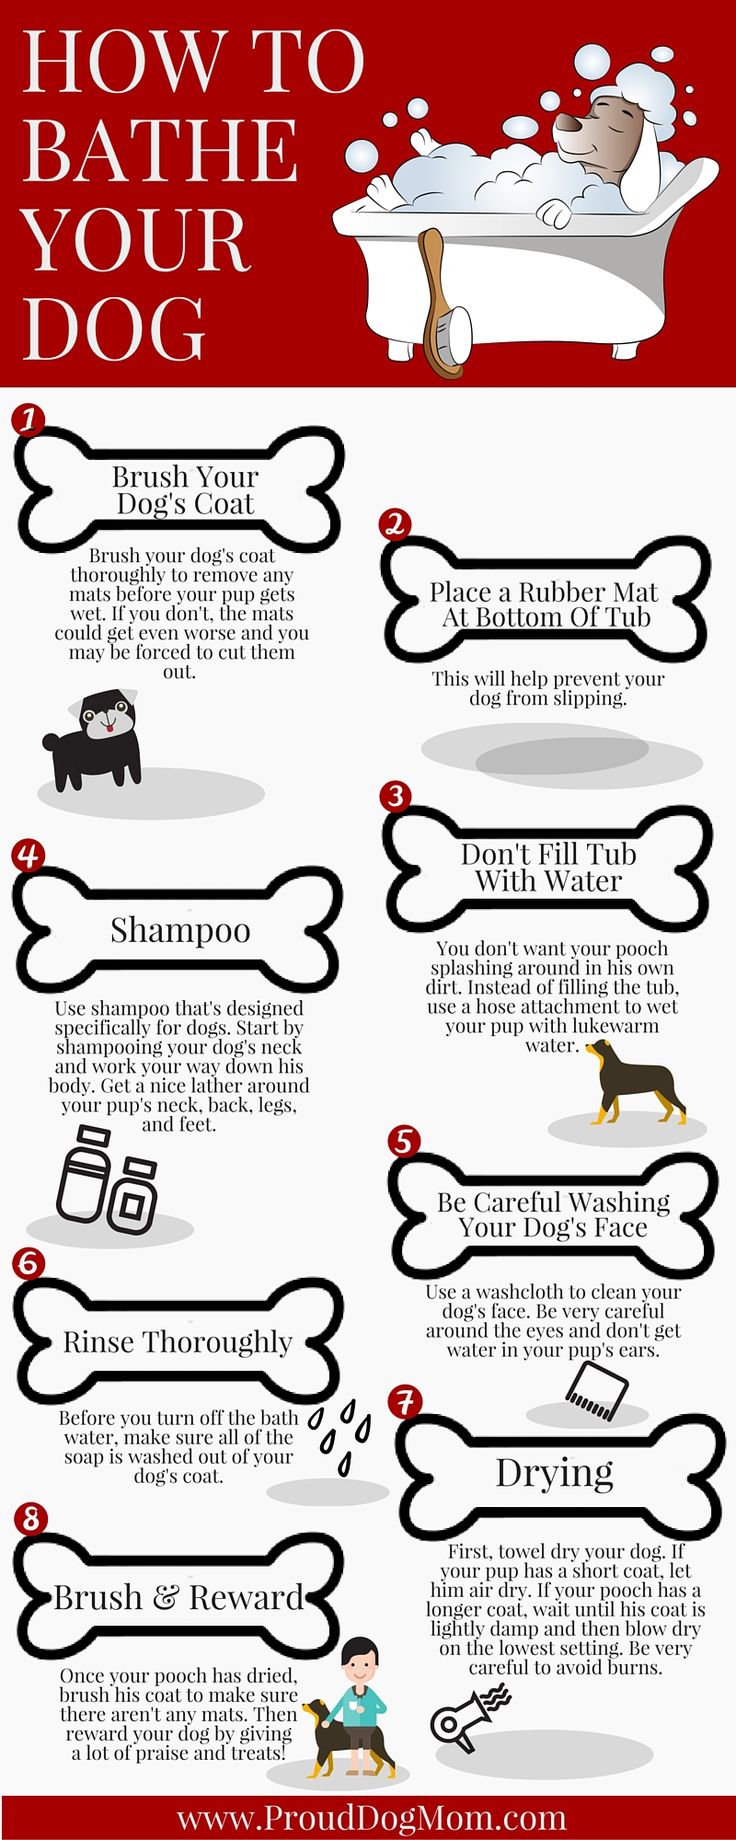 HOW TO
BATHE
YOUR
DOG
1
Brush Your
Dog's Coat
Brush your dog's coat
thoroughly to remove any
mats before your pup gets
wet. If you don't, the mats
could get even worse and you
may be forced to cut them
out.
2
Place a Rubber Mat
At Bottom Of Tub
This will help prevent your
dog from slipping.
3
Don't Fill Tub
With Water
You don't want your pooch
splashing around in his own
dirt. Instead of filling the tub,
use a hose attachment to wet
your pup with lukewarm
water.
4
Shampoo
Use shampoo that's designed
specifically for dogs. Start by
shampooing your dog's neck
and work your way down his
body. Get a nice lather around
your pup's neck, back, legs,
and feet.
5
Be Careful Washing
Your Dog's Face
Use a washcloth to clean your
dog's face. Be very careful
around the eyes and don't get
water in your pup's ears.
6
Rinse Thoroughly
Before you turn off the bath
water, make sure all of the
soap is washed out of your
dog's coat.
7
Drying
First, towel dry your dog. If
your pup has a short coat, let
him air dry. If your pooch has a
longer coat, wait until his coat is
lightly damp and then blow dry
on the lowest setting. Be very
careful to avoid burns.
8
Brush & Reward
Once your pooch has dried,
brush his coat to make sure
there aren't any mats. Then
reward your dog by giving
a lot of praise and treats!
www.ProudDogMom.com